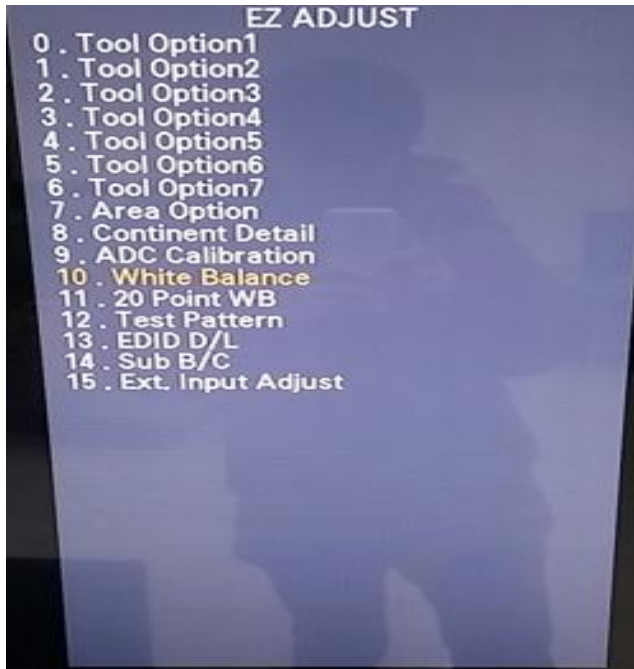 EZ ADJUST
0 . Tool Option1
1 . Tool Option2
2 . Tool Option3
3 . Tool Option4
4 . Tool Option5
5 . Tool Option6
6 . Tool Option7
7 . Area Option
8 . Continent Detail
9 . ADC Calibration
10 . White Balance
11 . 20 Point WB
12 . Test Pattern
13 . EDID D/L
14 . Sub B/C
15 . Ext. Input Adjust